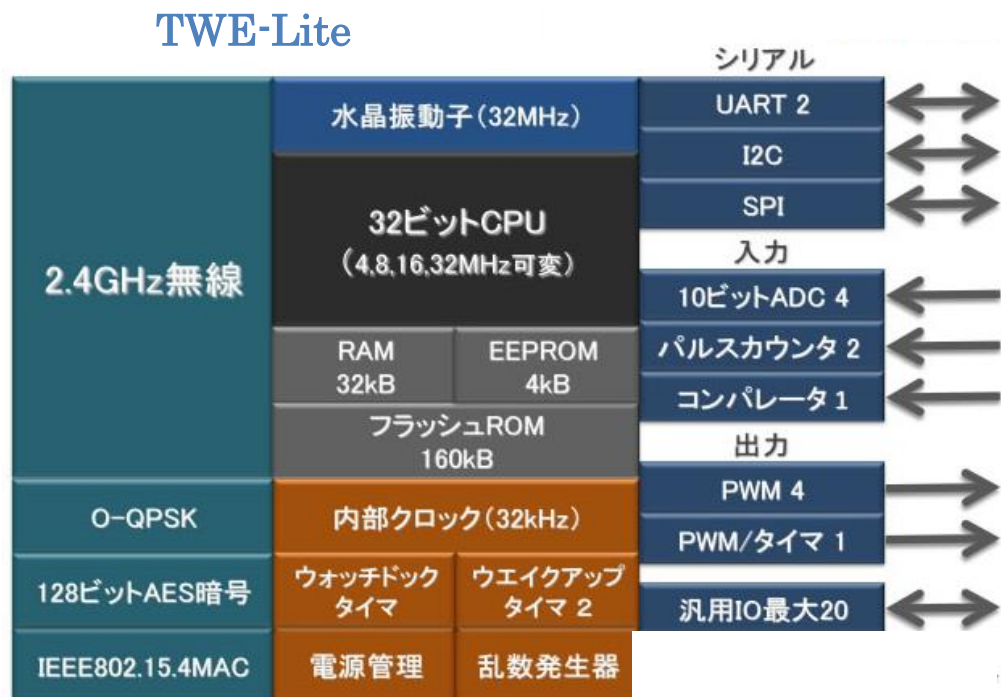 TWE-Lite
2.4GHz無線
O-QPSK
128ビットAES暗号
IEEE802.15.4MAC
水晶振動子(32MHz)
32ビットCPU
(4,8,16,32MHz可変)
RAM
32kB
EEPROM
4kB
フラッシュROM
160kB
内部クロック(32kHz)
ウォッチドック
タイマ
ウエイクアップ
タイマ 2
電源管理
乱数発生器
シリアル
UART 2
I2C
SPI
入力
10ビットADC 4
パルスカウンタ 2
コンパレータ 1
出力
PWM 4
PWM/タイマ 1
汎用IO最大20